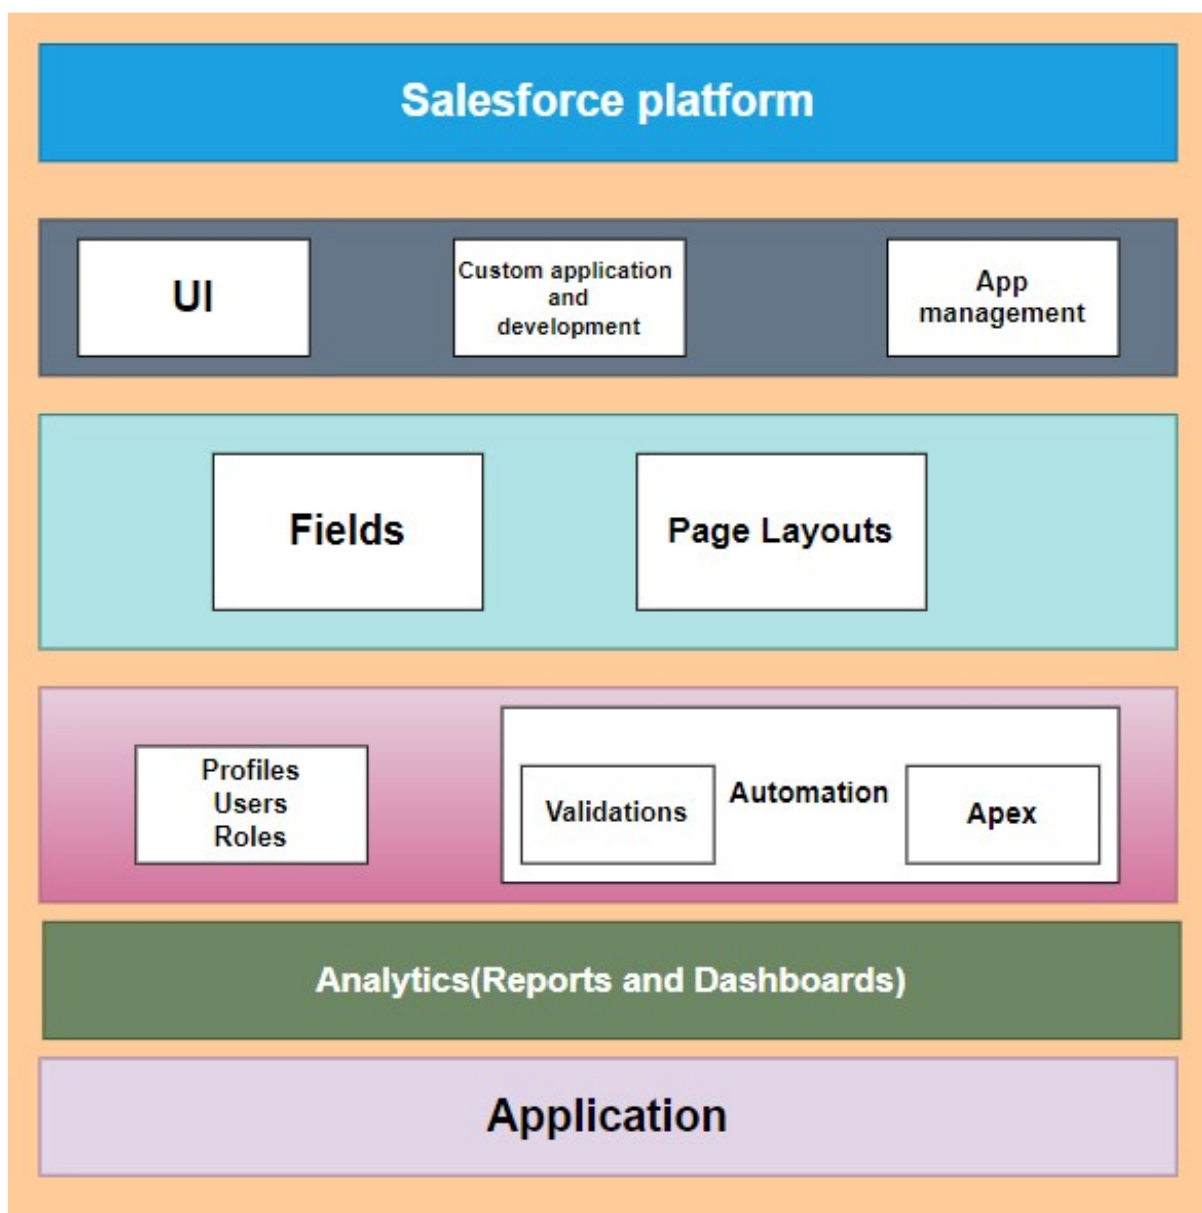 Salesforce platform
UI
Custom application
and
development
App
management
Fields
Page Layouts
Profiles
Users
Roles
Validations
Automation
Apex
Analytics(Reports and Dashboards)
Application